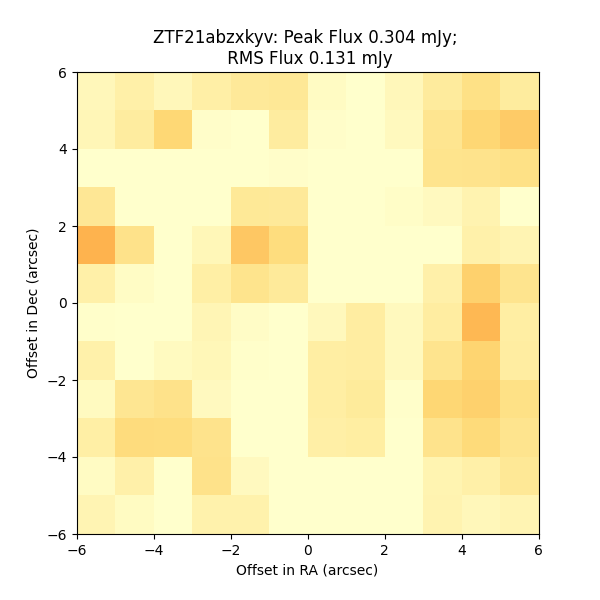 ZTF21abzxkyv: Peak Flux 0.304 mJy;
RMS Flux 0.131 mJy
6
4
2
0
−2
−4
−6
Offset in Dec (arcsec)
−6 −4 −2 0 2 4 6
Offset in RA (arcsec)